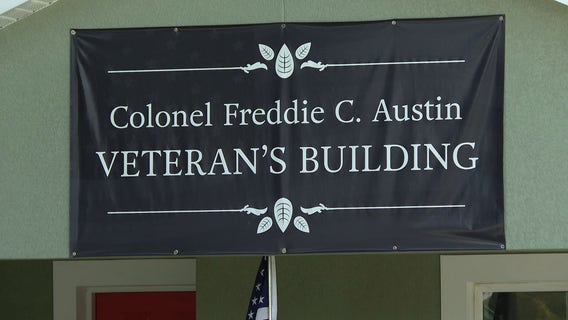 Colonel Freddie C. Austin
VETERAN'S BUILDING